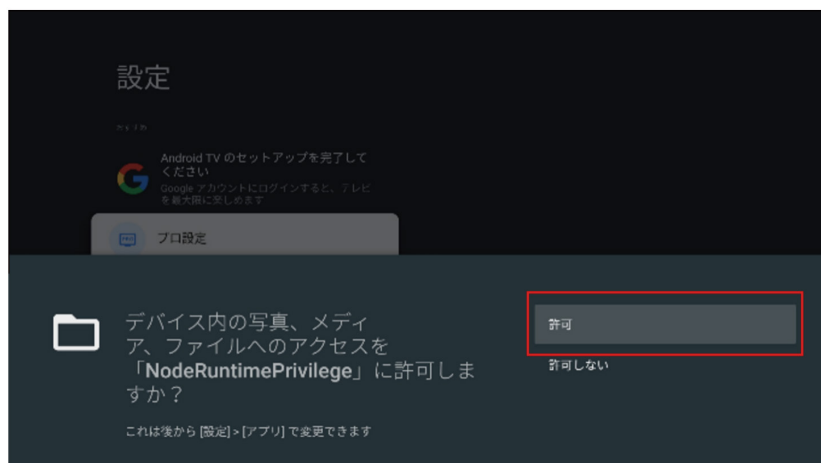 設定
おすすめ
Android TV のセットアップを完了して
ください
Google アカウントにログインすると、テレビ
を最大限に楽しめます
プロ設定
デバイス内の写真、メディ
ア、ファイルへのアクセスを
「NodeRuntimePrivilege」に許可しま
すか？
これは後から [設定] > [アプリ] で変更できます
許可
許可しない